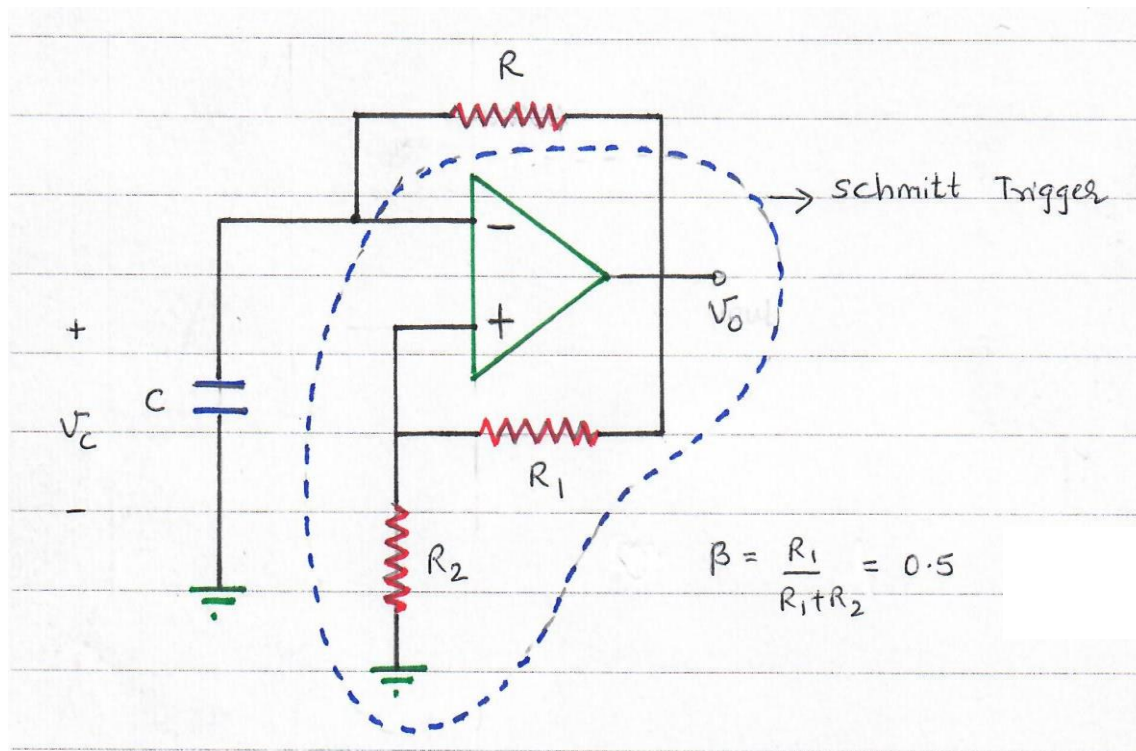 R
→ Schmitt Trigger
-
+
V₀
+
C
V_c
-
R₁
R₂
β = R₁ / (R₁+R₂) = 0.5